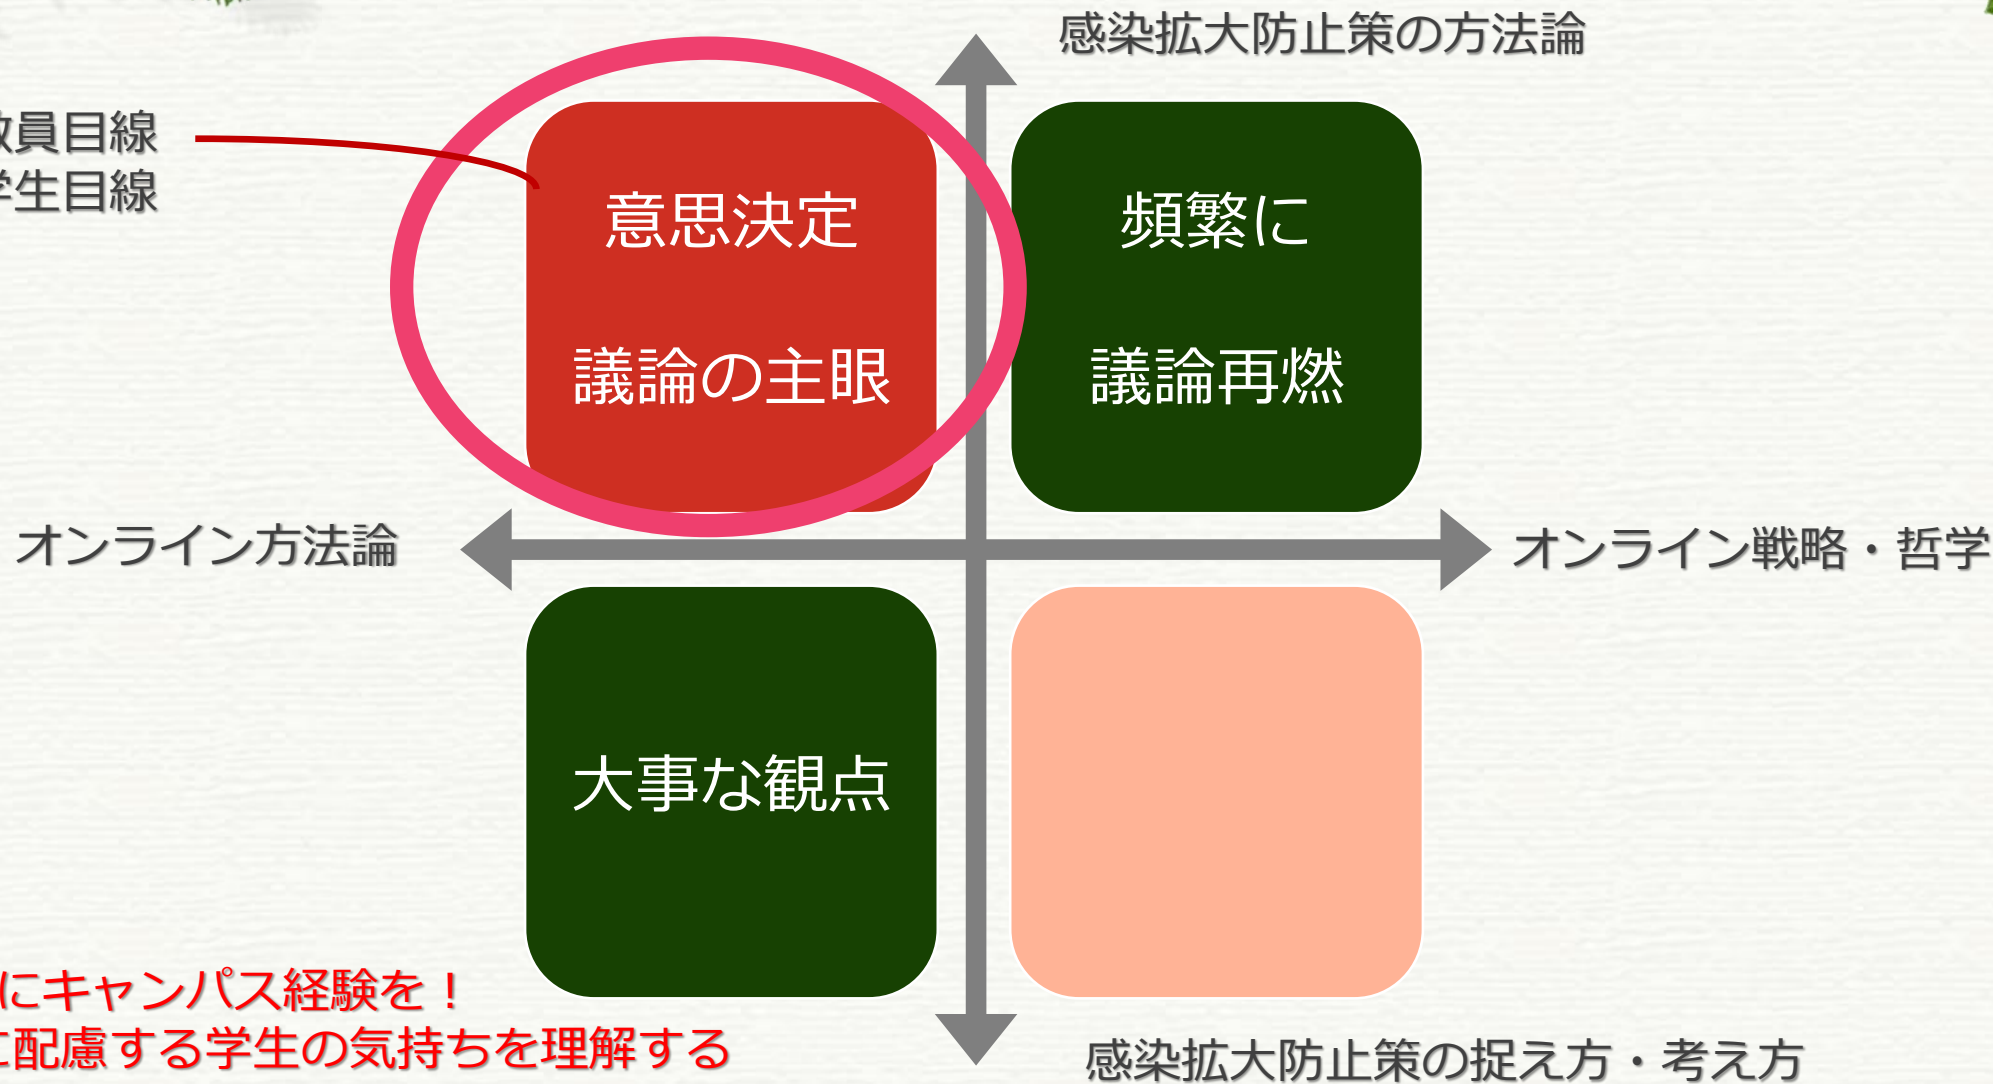 感染拡大防止策の方法論
教員目線
学生目線
意思決定
議論の主眼
頻繁に
議論再燃
オンライン方法論
オンライン戦略・哲学
大事な観点
にキャンパス経験を！
に配慮する学生の気持ちを理解する
感染拡大防止策の捉え方・考え方